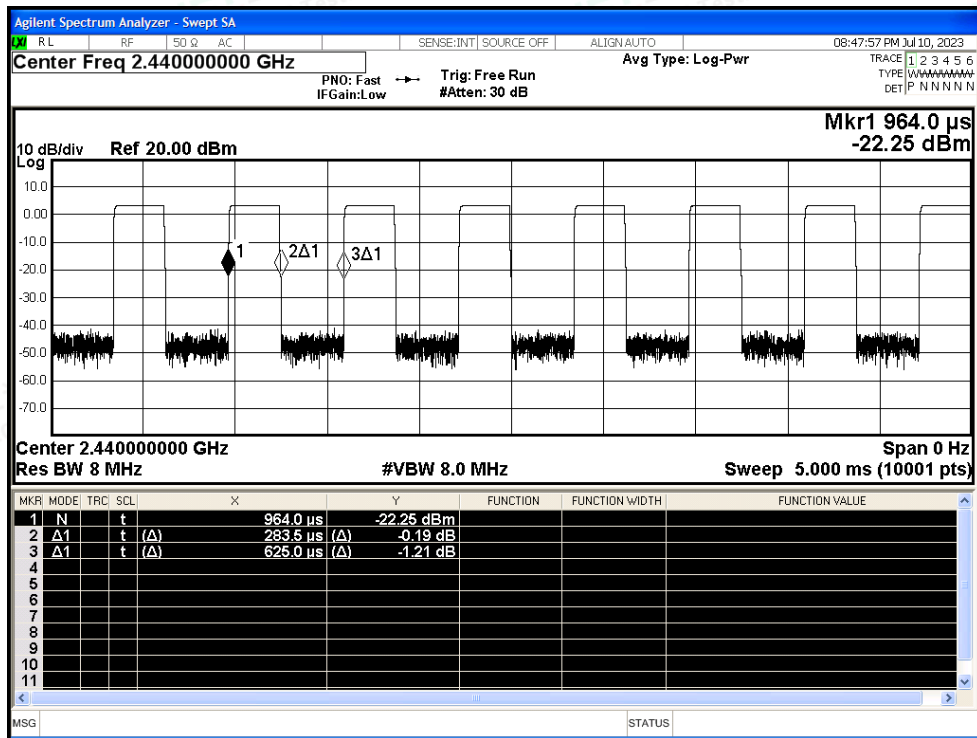 Agilent Spectrum Analyzer - Swept SA
LXI RL RF 50 Ω AC SENSE:INT SOURCE OFF ALIGN AUTO 08:47:57 PM Jul 10, 2023
Center Freq 2.440000000 GHz
PNO: Fast
IFGain:Low
Trig: Free Run
#Atten: 30 dB
Avg Type: Log-Pwr
TRACE 1 2 3 4 5 6
TYPE W
DET P N N N N N
Mkr1 964.0 µs
-22.25 dBm
10 dB/div Ref 20.00 dBm
Log
10.0
0.00
-10.0
-20.0
-30.0
-40.0
-50.0
-60.0
-70.0
1 2Δ1 3Δ1
Center 2.440000000 GHz Span 0 Hz
Res BW 8 MHz #VBW 8.0 MHz Sweep 5.000 ms (10001 pts)
MKR MODE TRC SCL X Y FUNCTION FUNCTION WIDTH FUNCTION VALUE
1 N t 964.0 µs -22.25 dBm
2 Δ1 t (Δ) 283.5 µs (Δ) -0.19 dB
3 Δ1 t (Δ) 625.0 µs (Δ) -1.21 dB
4
5
6
7
8
9
10
11
MSG STATUS